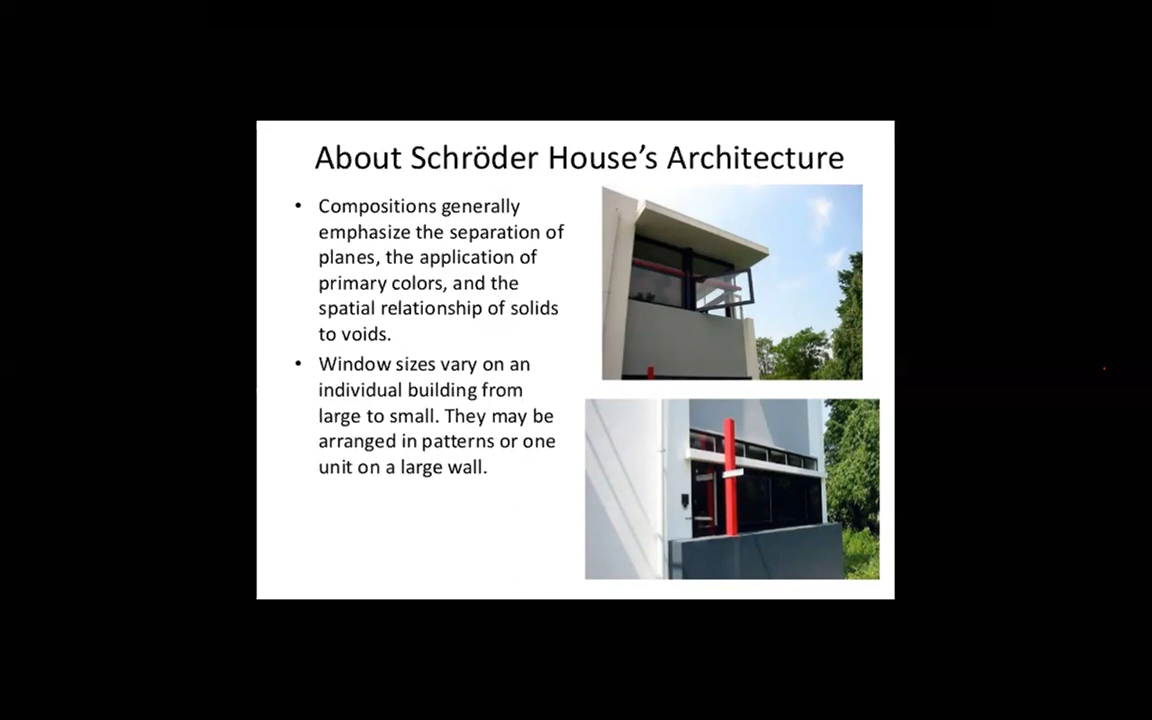 About Schröder House’s Architecture
• Compositions generally
emphasize the separation of
planes, the application of
primary colors, and the
spatial relationship of solids
to voids.
• Window sizes vary on an
individual building from
large to small. They may be
arranged in patterns or one
unit on a large wall.